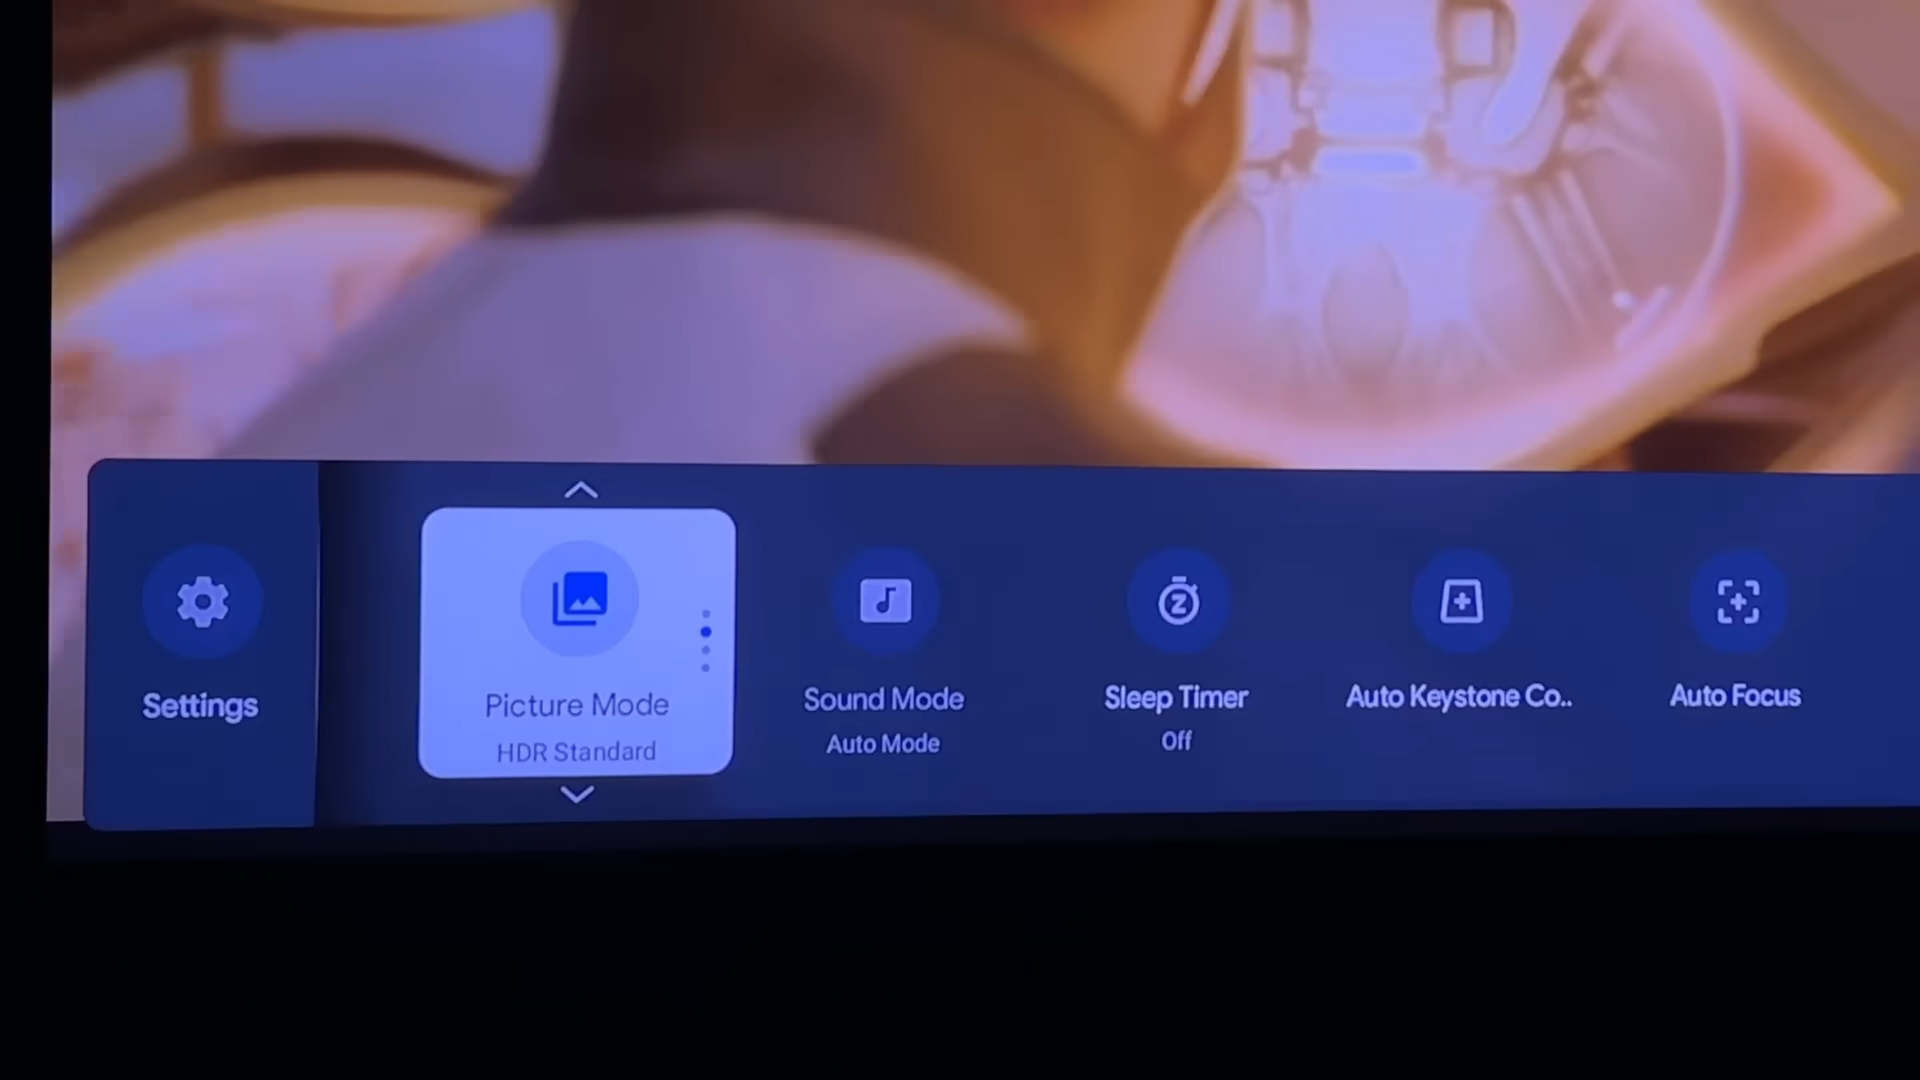 Settings
Picture Mode
HDR Standard
Sound Mode
Auto Mode
Sleep Timer
Off
Auto Keystone Co..
Auto Focus